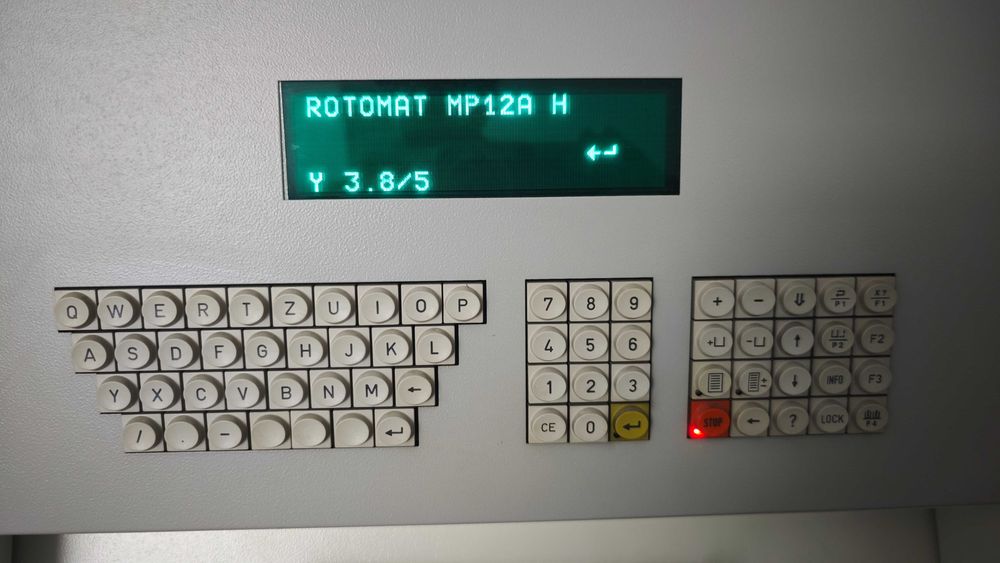 ROTOMAT MP12A H
←┘
Y 3.8/5
Q W E R T Z U I O P
A S D F G H J K L
Y X C V B N M ←
/ . - ↵
7 8 9
4 5 6
1 2 3
CE 0 ↵
+ - ⇓ P1 X? F1
+⊔ -⊔ ↑ P2 F2
± ↓ INFO F3
STOP ← ? LOCK P4